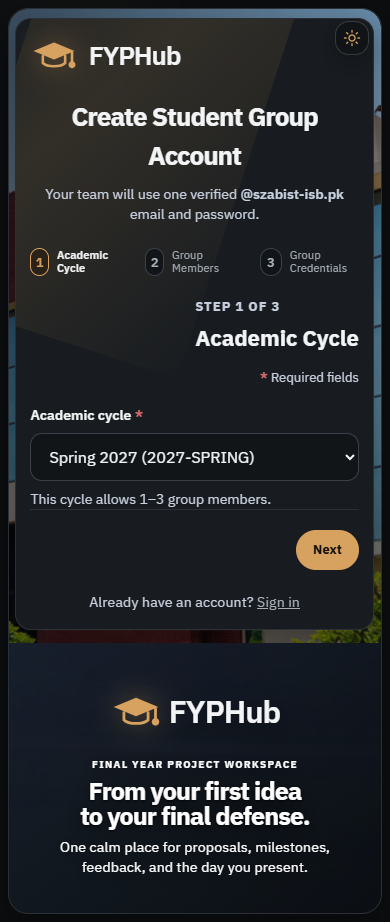 FYPHub
Create Student Group
Account
Your team will use one verified @szabist-isb.pk
email and password.
1 Academic Cycle
2 Group Members
3 Group Credentials
STEP 1 OF 3
Academic Cycle
* Required fields
Academic cycle *
Spring 2027 (2027-SPRING)
This cycle allows 1–3 group members.
Next
Already have an account? Sign in
FYPHub
FINAL YEAR PROJECT WORKSPACE
From your first idea
to your final defense.
One calm place for proposals, milestones,
feedback, and the day you present.